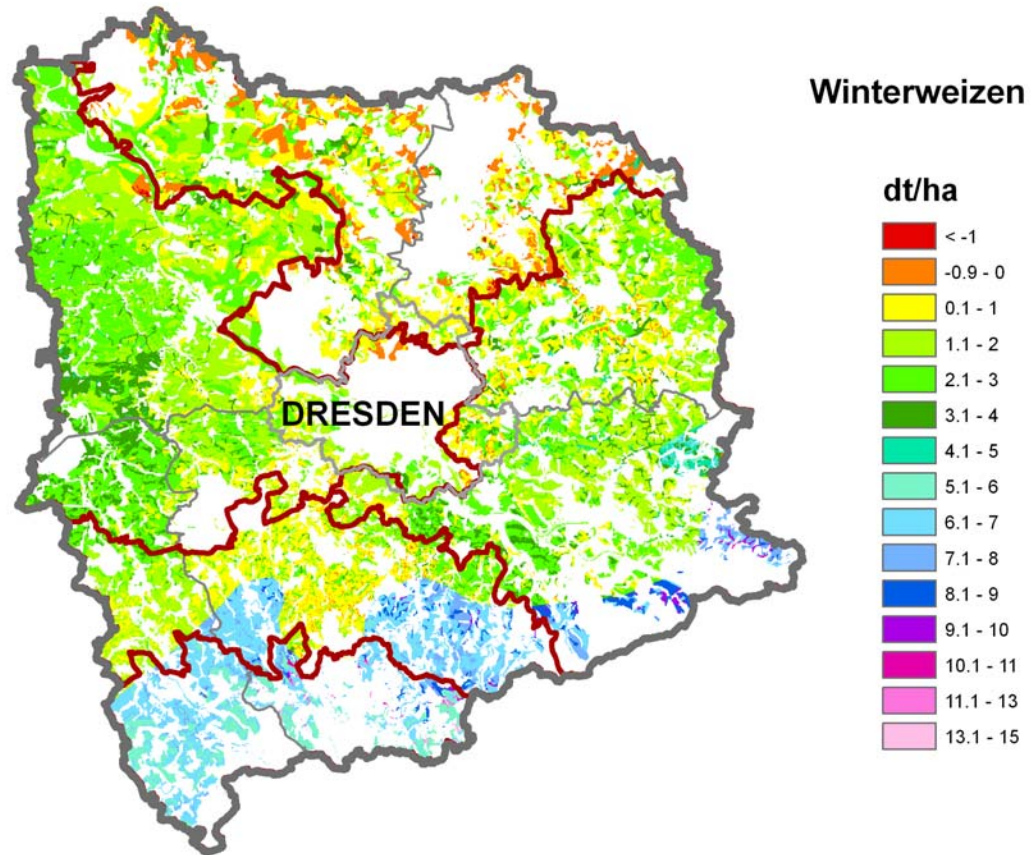 Winterweizen
dt/ha
< -1
-0.9 - 0
0.1 - 1
1.1 - 2
2.1 - 3
3.1 - 4
4.1 - 5
5.1 - 6
6.1 - 7
7.1 - 8
8.1 - 9
9.1 - 10
10.1 - 11
11.1 - 13
13.1 - 15
DRESDEN